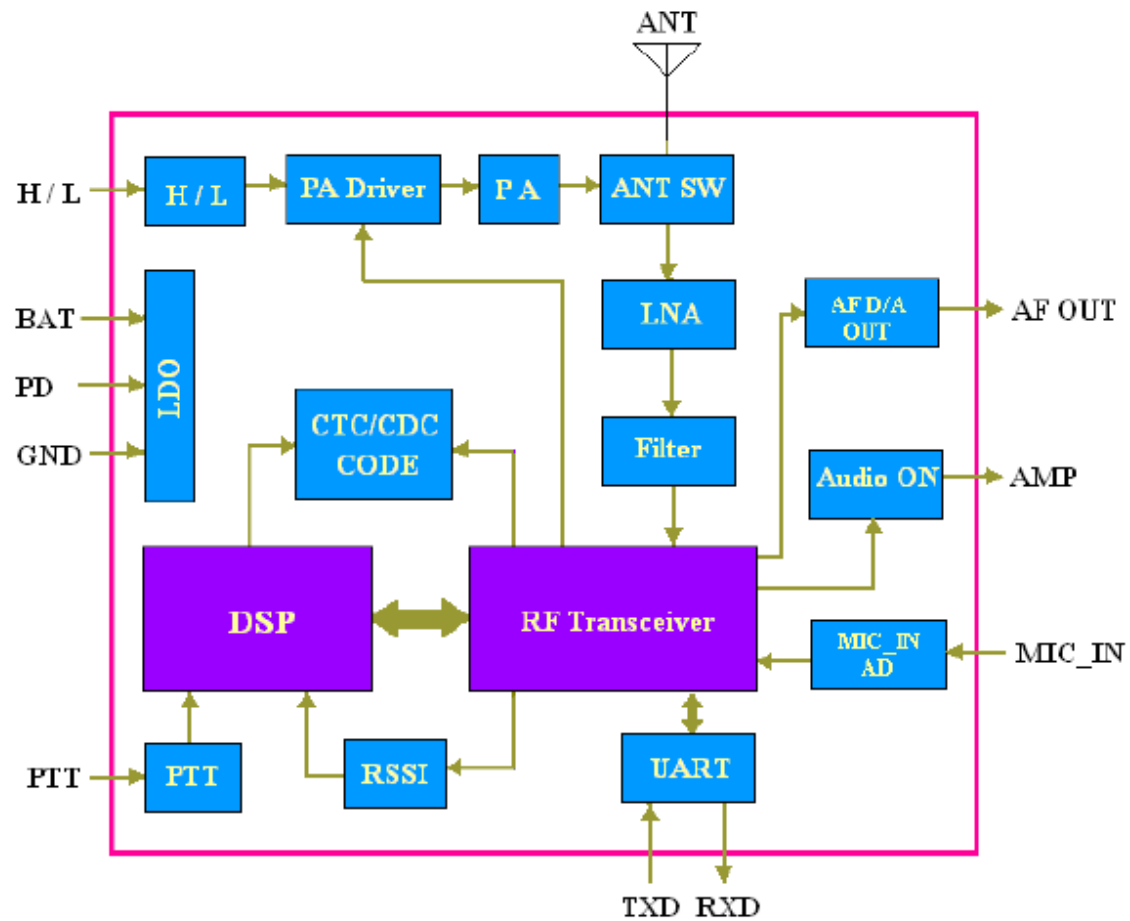 ANT
H / L
H / L
PA Driver
P A
ANT SW
BAT
PD
GND
LDO
LNA
AF D/A
OUT
AF OUT
CTC/CDC
CODE
Filter
Audio ON
AMP
DSP
RF Transceiver
MIC_IN
AD
MIC_IN
PTT
PTT
RSSI
UART
TXD
RXD